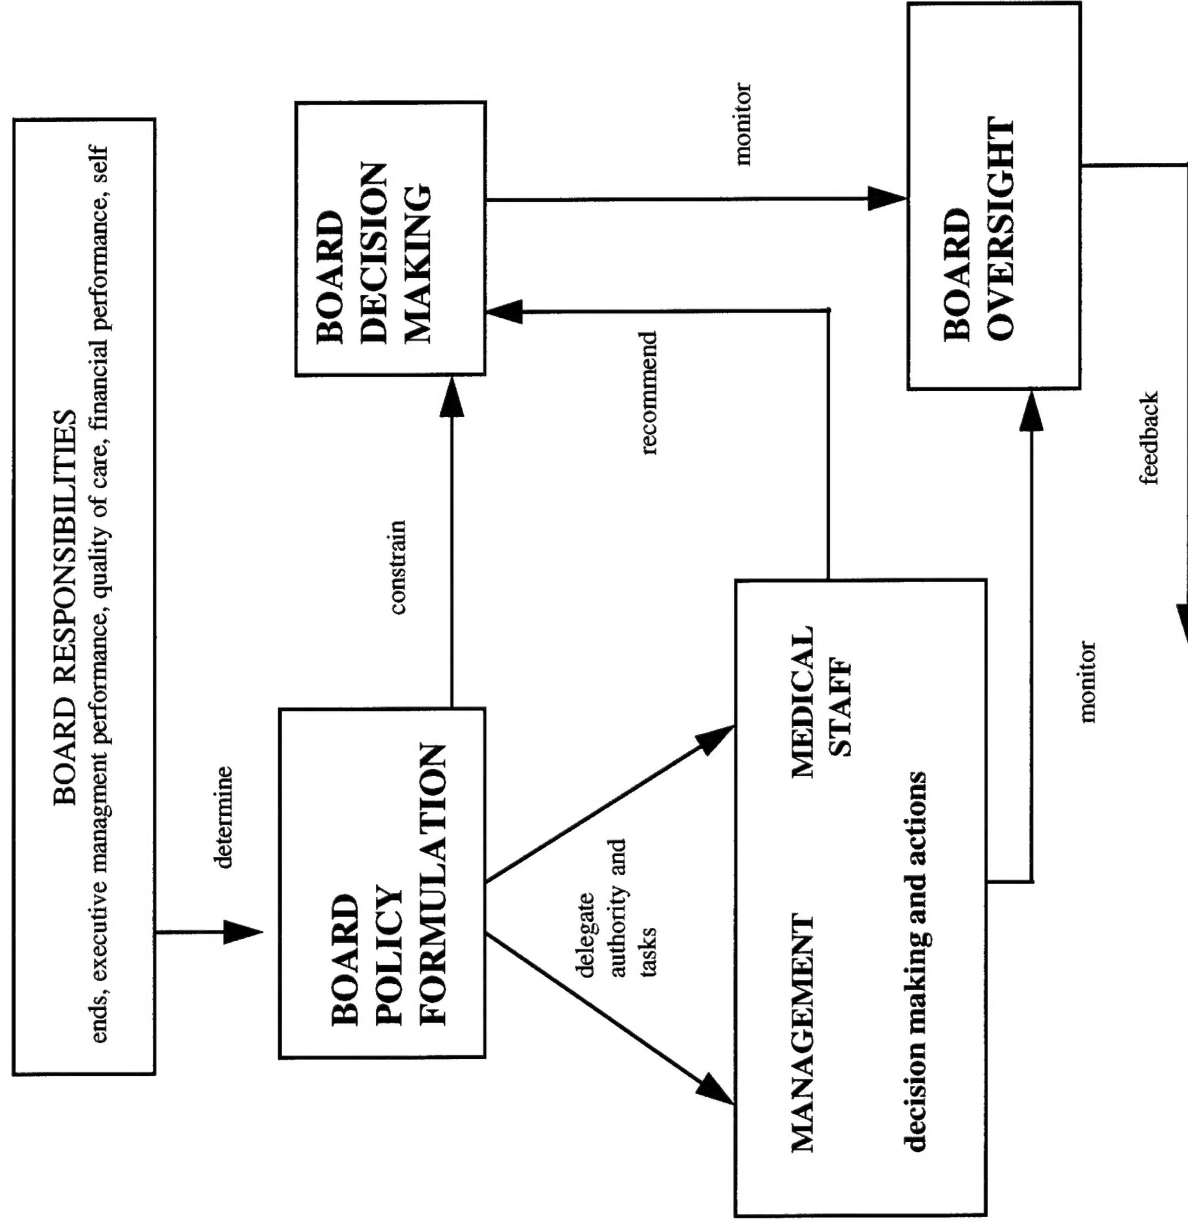 BOARD RESPONSIBILITIES
ends, executive managment performance, quality of care, financial performance, self
determine
BOARD
POLICY
FORMULATION
constrain
BOARD
DECISION
MAKING
delegate
authority and
tasks
recommend
monitor
MANAGEMENT
MEDICAL
STAFF
decision making and actions
BOARD
OVERSIGHT
monitor
feedback